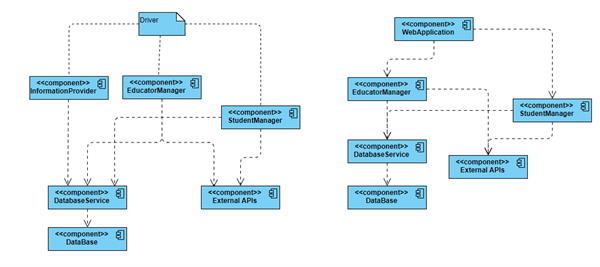 Driver
<<component>>
InformationProvider
<<component>>
EducatorManager
<<component>>
StudentManager
<<component>>
DatabaseService
<<component>>
External APIs
<<component>>
DataBase
<<component>>
WebApplication
<<component>>
EducatorManager
<<component>>
StudentManager
<<component>>
DatabaseService
<<component>>
External APIs
<<component>>
DataBase